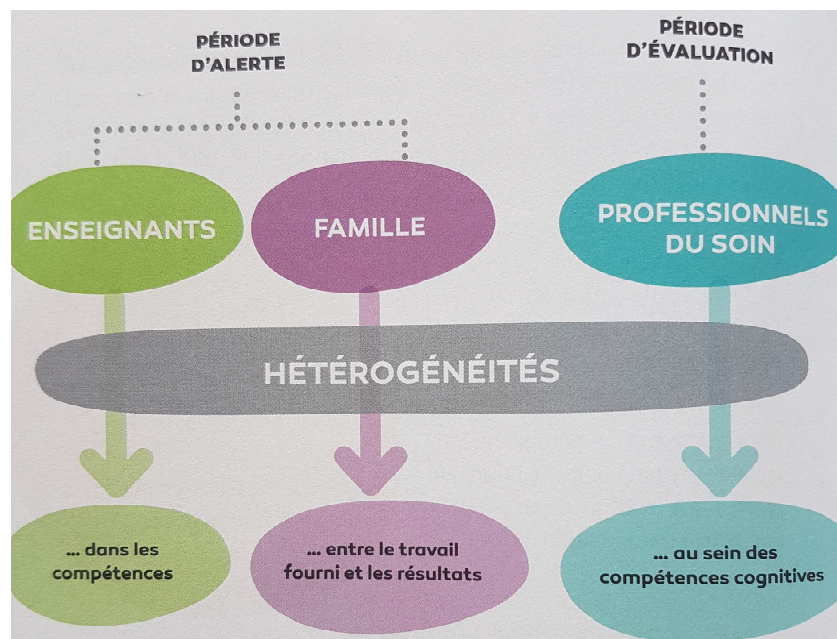 PÉRIODE
D'ALERTE
PÉRIODE
D'ÉVALUATION
ENSEIGNANTS
FAMILLE
PROFESSIONNELS
DU SOIN
HÉTÉROGÉNÉITÉS
... dans les
compétences
... entre le travail
fourni et les résultats
... au sein des
compétences cognitives